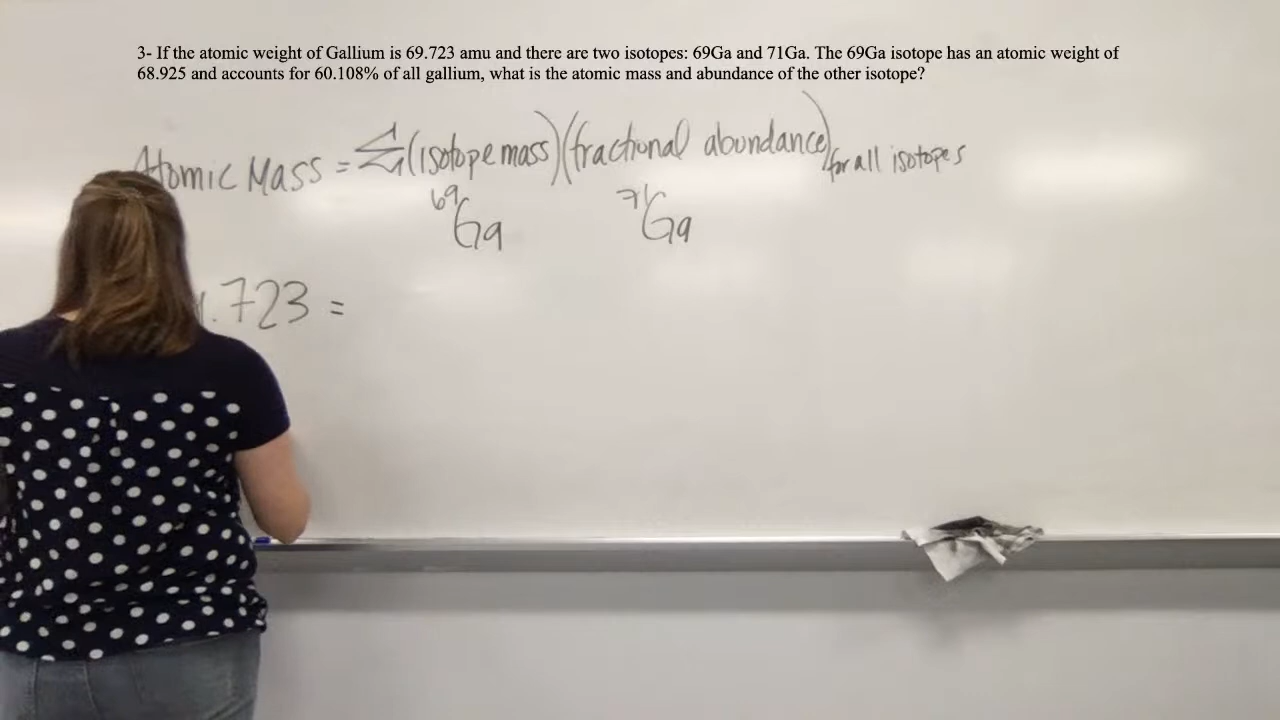 3- If the atomic weight of Gallium is 69.723 amu and there are two isotopes: 69Ga and 71Ga. The 69Ga isotope has an atomic weight of
68.925 and accounts for 60.108% of all gallium, what is the atomic mass and abundance of the other isotope?
Atomic Mass = Σ(isotope mass)(fractional abundance) for all isotopes
69Ga 71Ga
.723 =